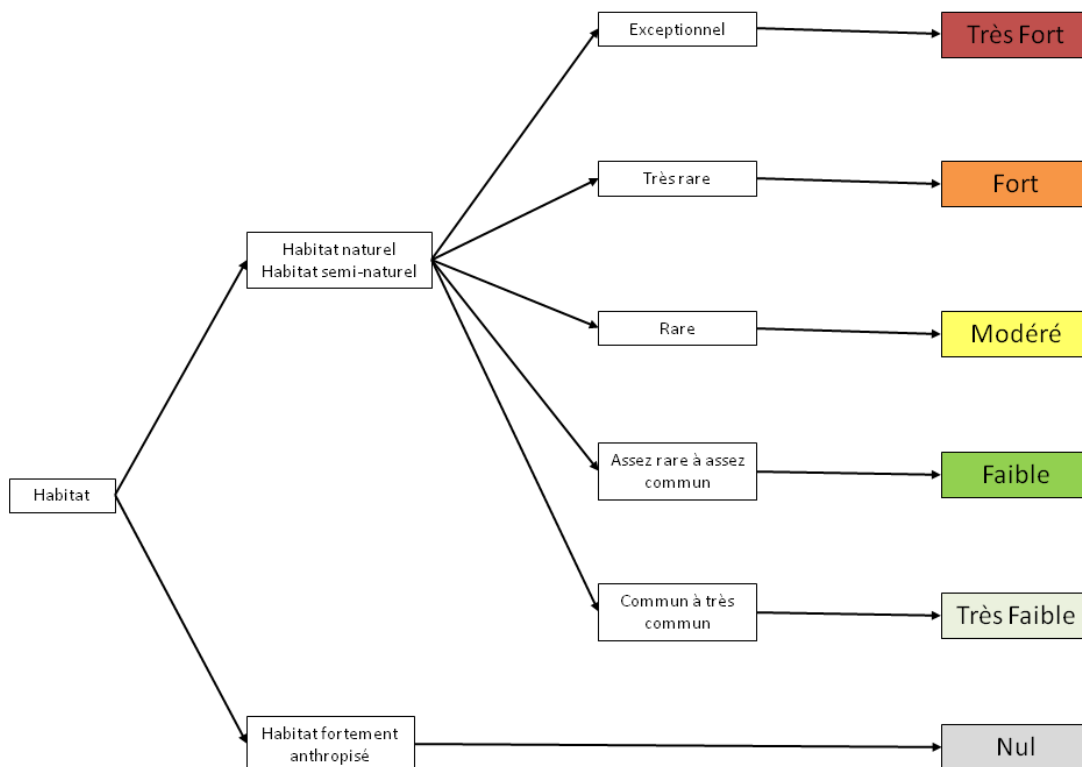 Exceptionnel
Très Fort
Très rare
Fort
Habitat naturel
Habitat semi-naturel
Rare
Modéré
Assez rare à assez
commun
Faible
Habitat
Commun à très
commun
Très Faible
Habitat fortement
anthropisé
Nul